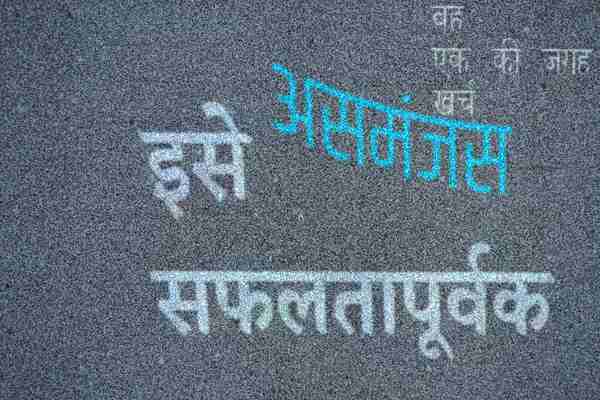 वह
एक की जगह
खर्च
असमंजस
इसे
सफलतापूर्वक